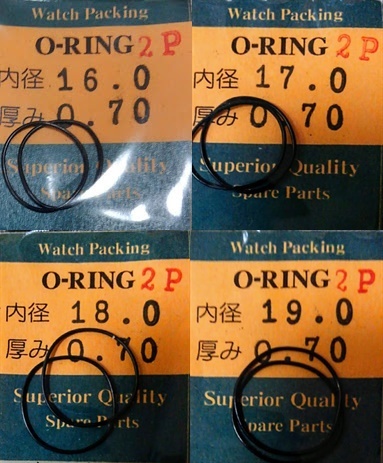 Watch Packing
O-RING 2P
内径 16.0
厚み 0.70
Superior Quality
Spare Parts
Watch Packing
O-RING 2P
内径 17.0
厚み 0.70
Superior Quality
Spare Parts
Watch Packing
O-RING 2P
内径 18.0
厚み 0.70
Superior Quality
Spare Parts
Watch Packing
O-RING 2P
内径 19.0
厚み 0.70
Superior Quality
Spare Parts